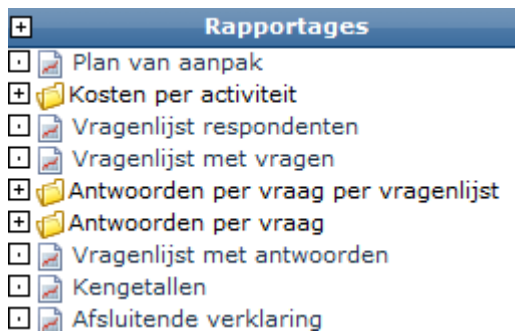 Rapportages
Plan van aanpak
Kosten per activiteit
Vragenlijst respondenten
Vragenlijst met vragen
Antwoorden per vraag per vragenlijst
Antwoorden per vraag
Vragenlijst met antwoorden
Kengetallen
Afsluitende verklaring